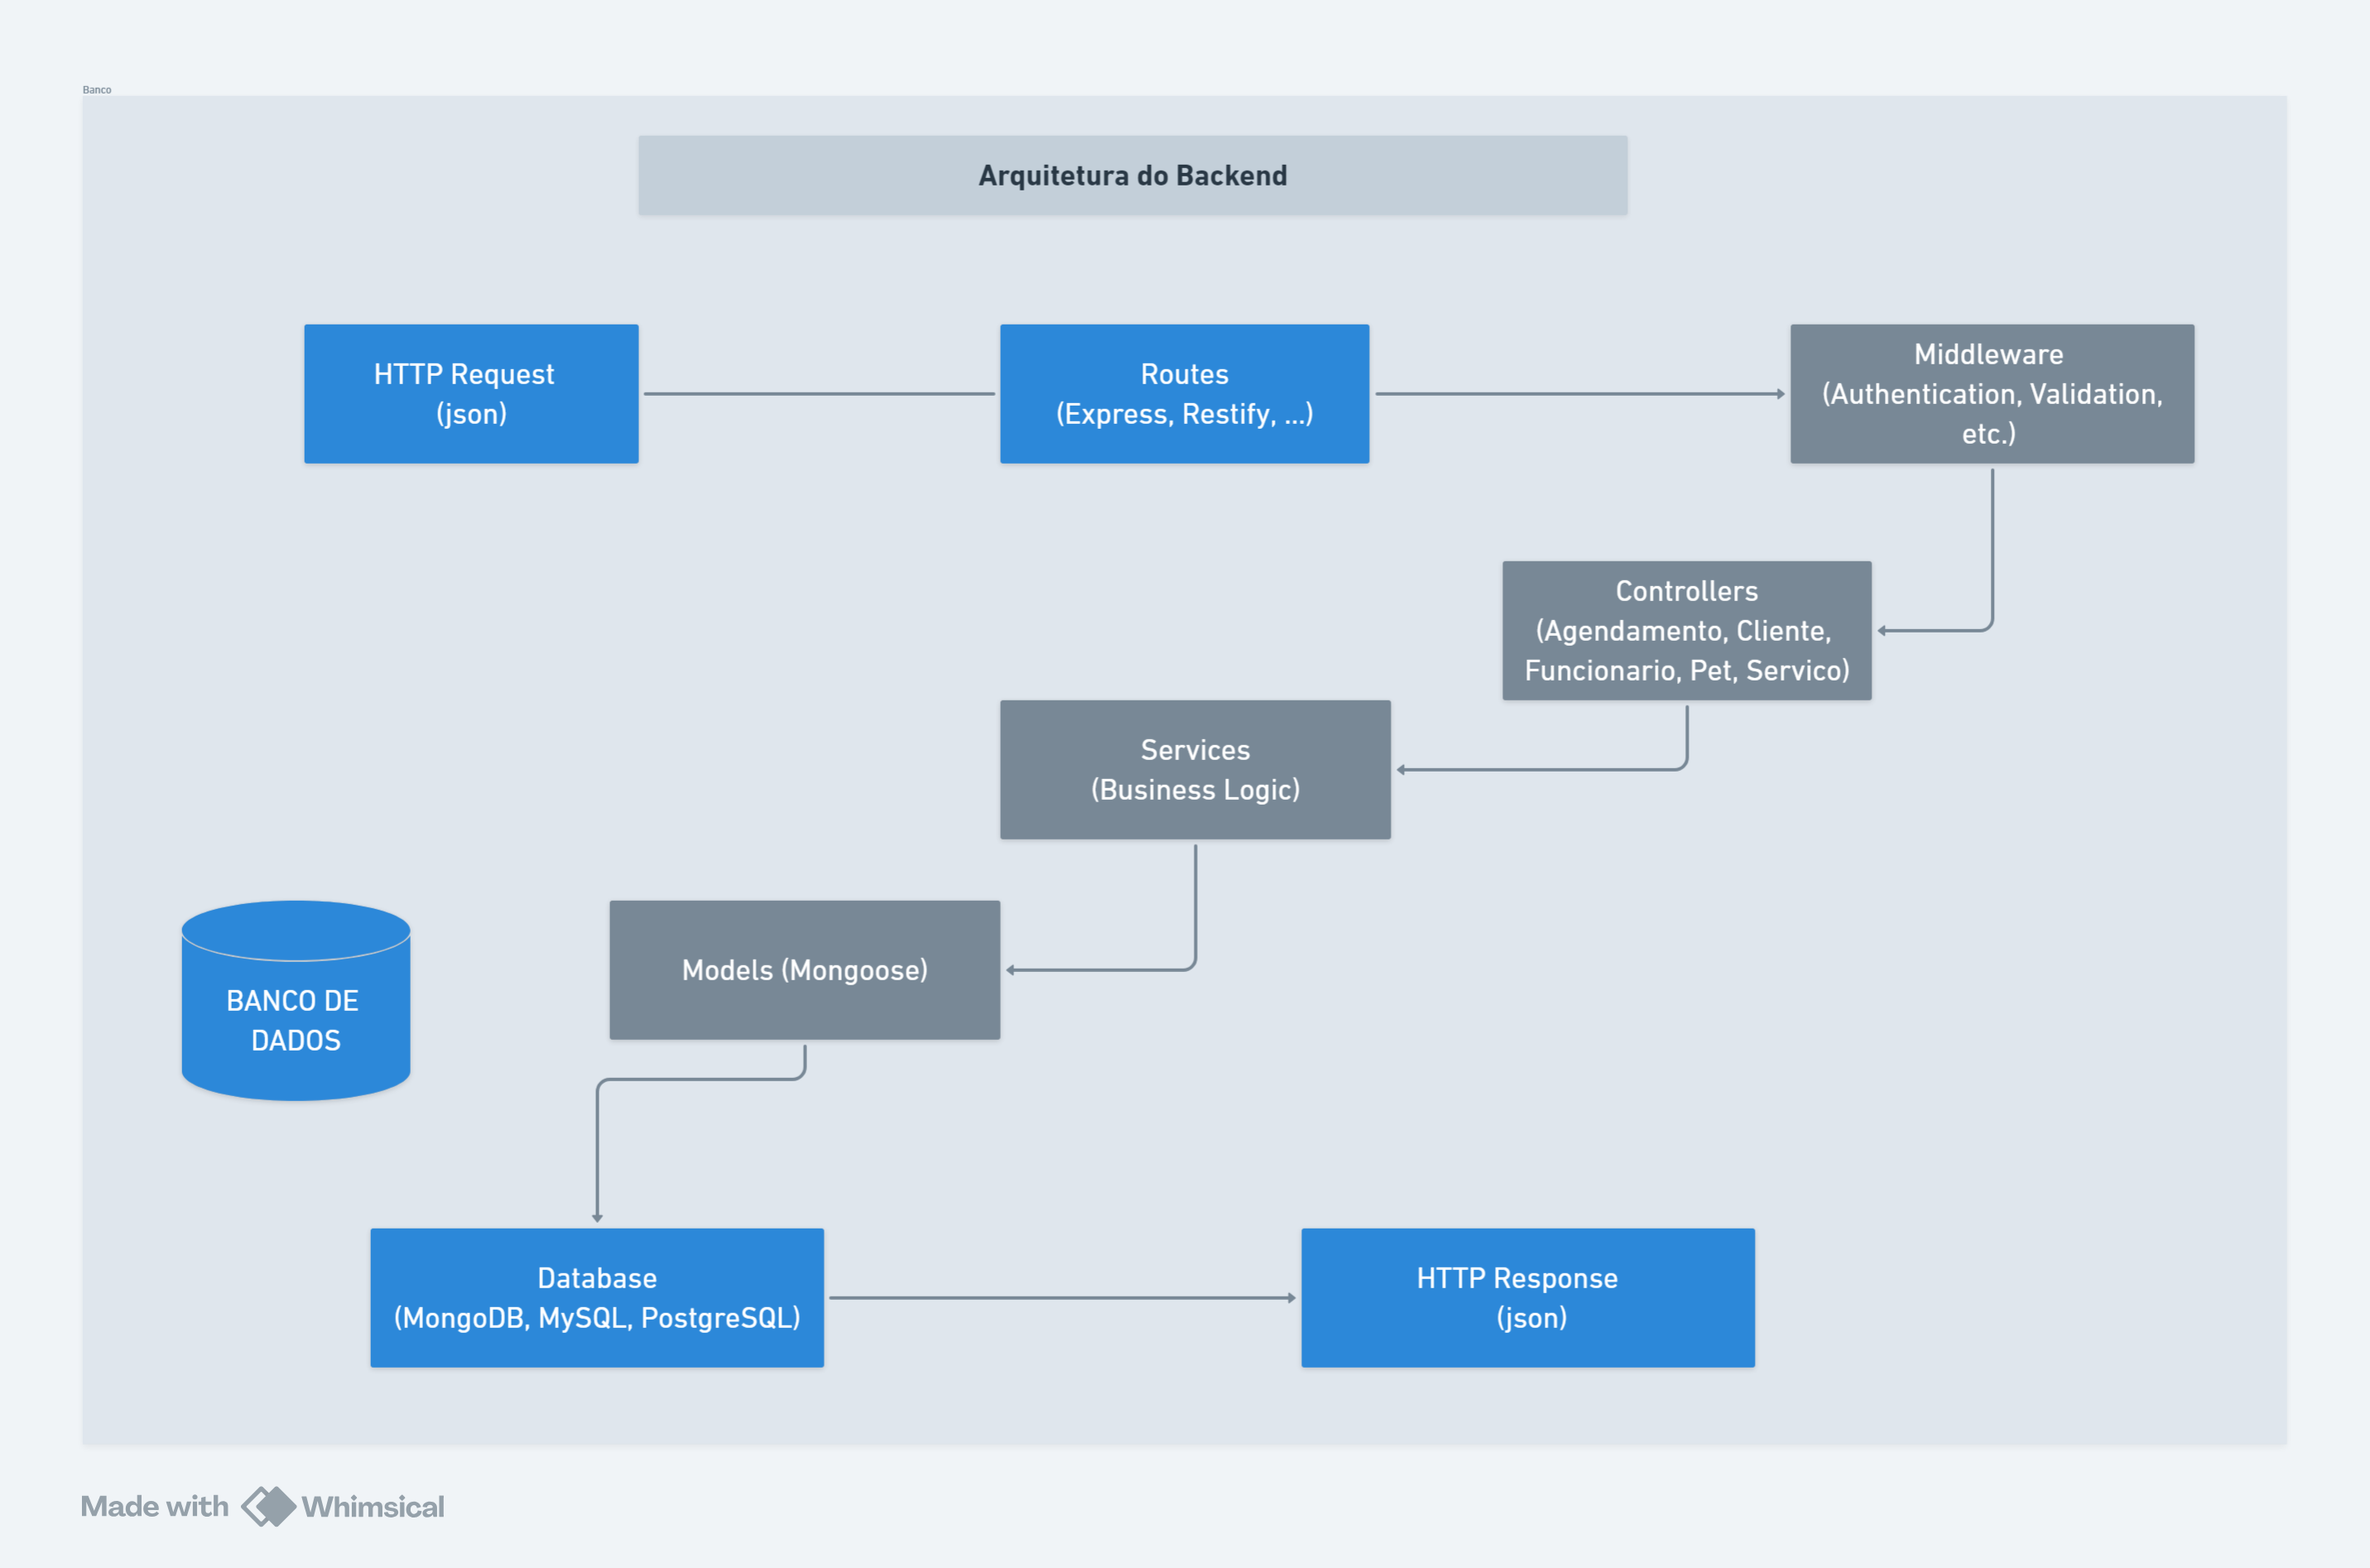 Banco
Arquitetura do Backend
HTTP Request
(json)
Routes
(Express, Restify, ...)
Middleware
(Authentication, Validation,
etc.)
Controllers
(Agendamento, Cliente,
Funcionario, Pet, Servico)
Services
(Business Logic)
Models (Mongoose)
BANCO DE
DADOS
Database
(MongoDB, MySQL, PostgreSQL)
HTTP Response
(json)
Made with Whimsical